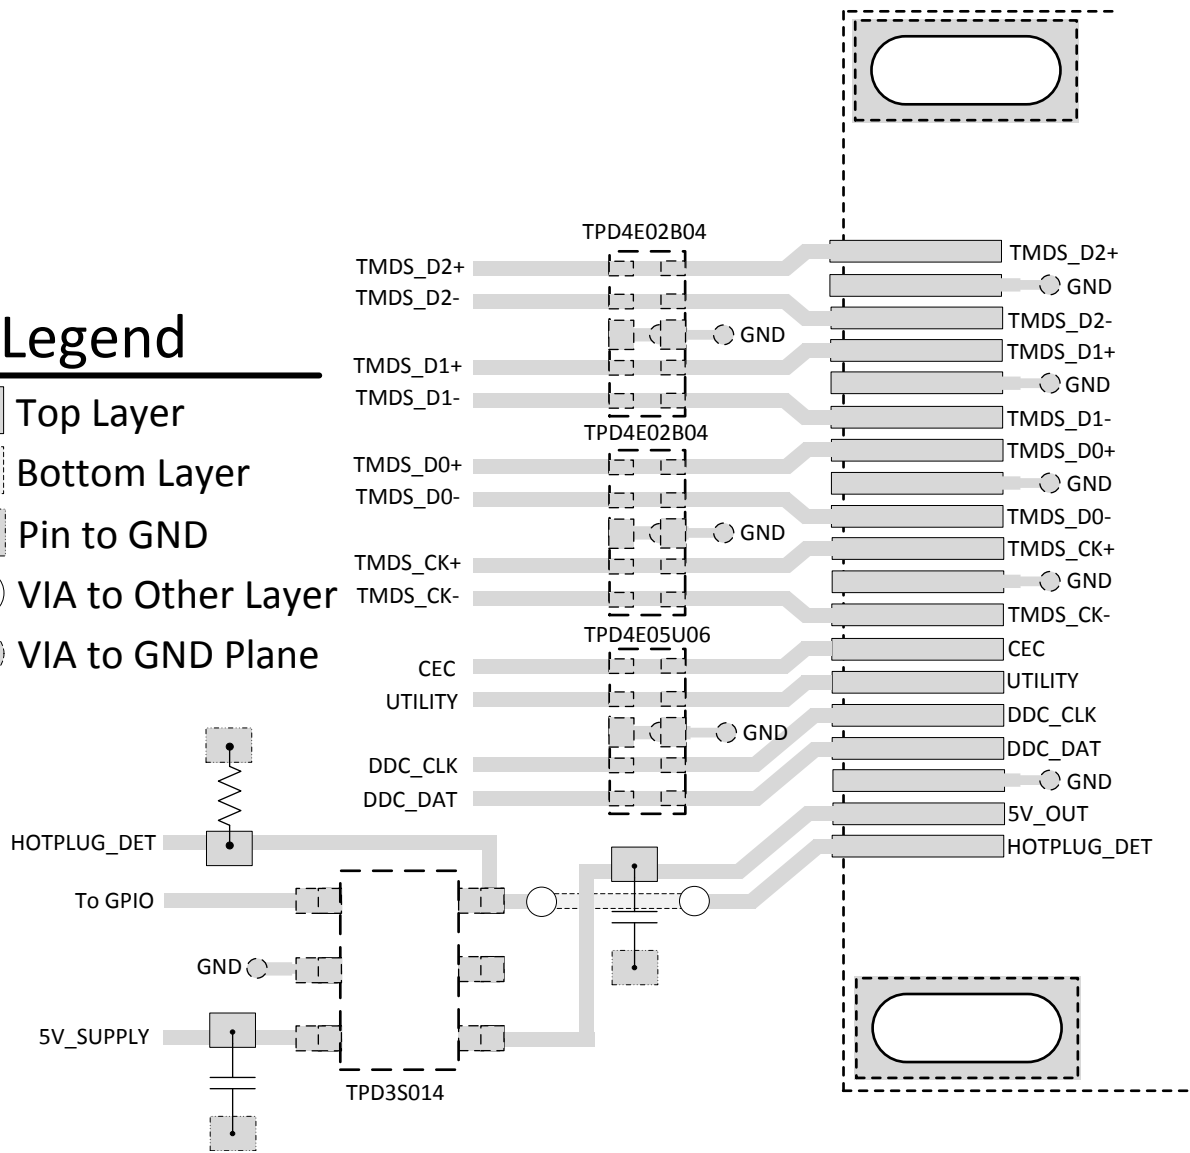 TPD4E02B04
TMDS_D2+
TMDS_D2-
GND
TMDS_D1+
TMDS_D1-
TPD4E02B04
TMDS_D0+
TMDS_D0-
GND
TMDS_CK+
TMDS_CK-
TPD4E05U06
CEC
UTILITY
GND
DDC_CLK
DDC_DAT
TMDS_D2+
GND
TMDS_D2-
TMDS_D1+
GND
TMDS_D1-
TMDS_D0+
GND
TMDS_D0-
TMDS_CK+
GND
TMDS_CK-
CEC
UTILITY
DDC_CLK
DDC_DAT
GND
5V_OUT
HOTPLUG_DET
Legend
Top Layer
Bottom Layer
Pin to GND
VIA to Other Layer
VIA to GND Plane
HOTPLUG_DET
To GPIO
GND
5V_SUPPLY
TPD3S014